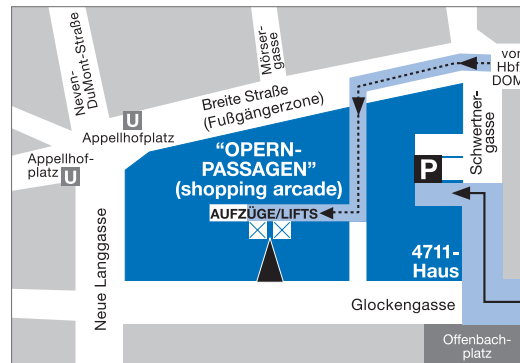 Neven-
DuMont-Straße
Mörser-
gasse
von
Hbf/
DOM
Breite Straße
(Fußgängerzone)
U
Appellhofplatz
Appellhof-
platz
U
Schwertner-
gasse
P
“OPERN-
PASSAGEN”
(shopping arcade)
AUFZÜGE/LIFTS
4711-
Haus
Neue Langgasse
Glockengasse
Offenbach-
platz